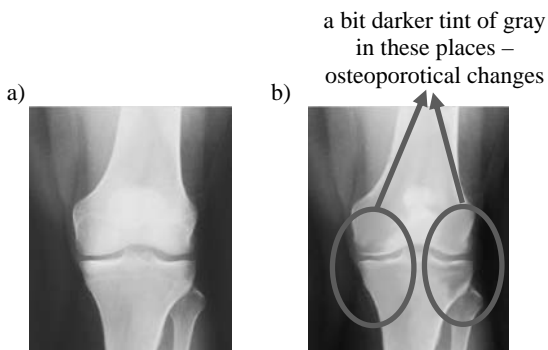 a bit darker tint of gray
in these places –
osteoporotical changes
a)
b)